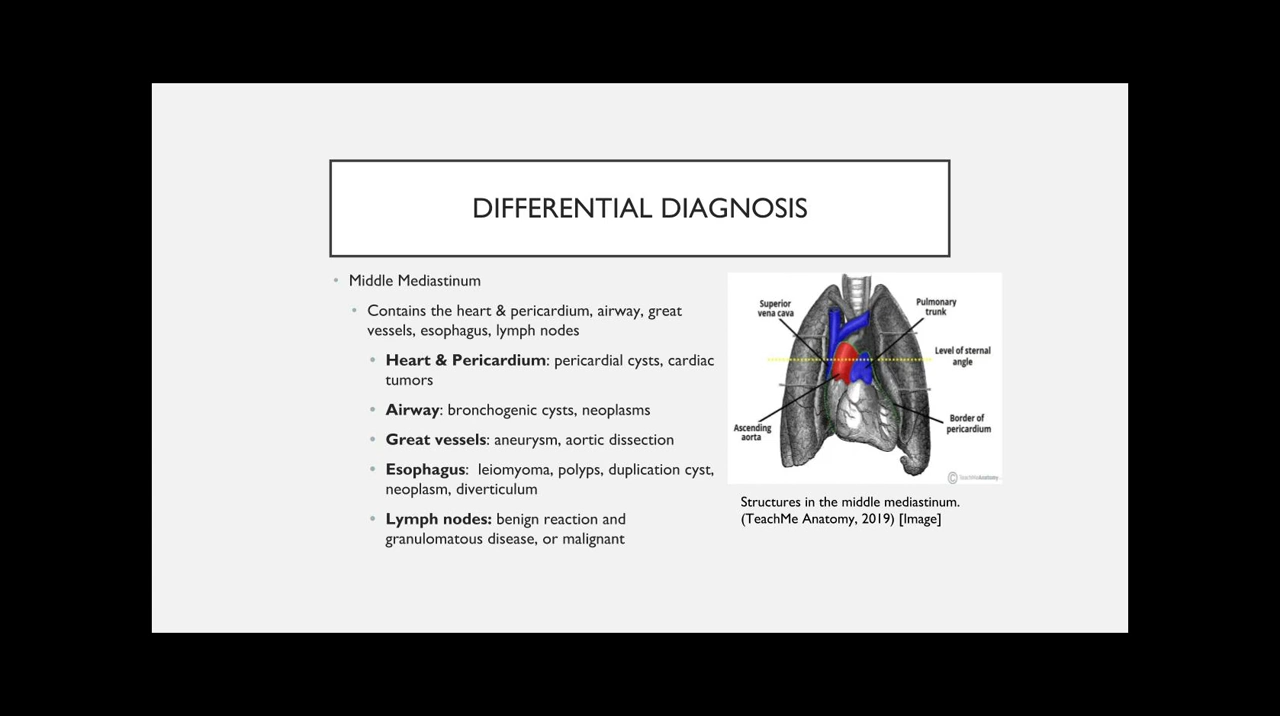 DIFFERENTIAL DIAGNOSIS
• Middle Mediastinum
• Contains the heart & pericardium, airway, great
vessels, esophagus, lymph nodes
• Heart & Pericardium: pericardial cysts, cardiac
tumors
• Airway: bronchogenic cysts, neoplasms
• Great vessels: aneurysm, aortic dissection
• Esophagus:  leiomyoma, polyps, duplication cyst,
neoplasm, diverticulum
• Lymph nodes: benign reaction and
granulomatous disease, or malignant
Superior
vena cava
Pulmonary
trunk
Level of sternal
angle
Ascending
aorta
Border of
pericardium
© TeachMeAnatomy
Structures in the middle mediastinum.
(TeachMe Anatomy, 2019) [Image]